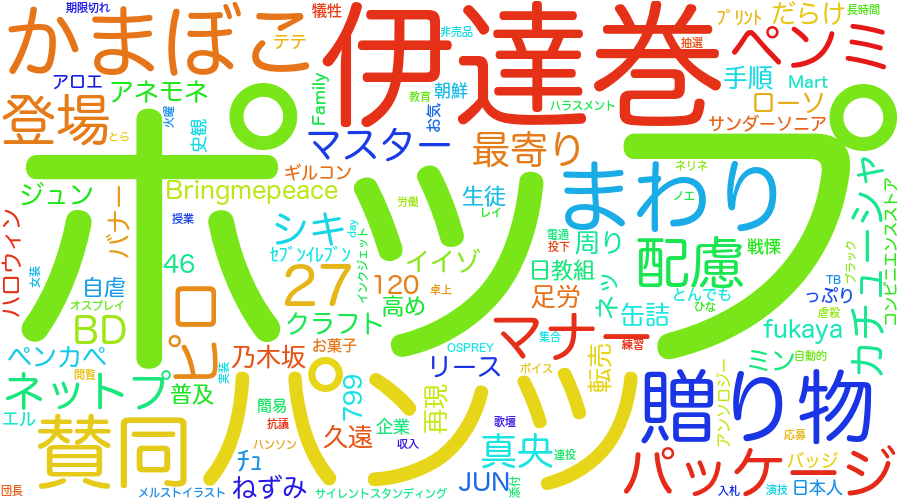 期限切れ
犠牲
かまぼこ
伊達巻
テテ
非売品
ﾌﾟﾘﾝﾄ
だらけ
長時間
抽選
ペンミ
アロエ
アネモネ
Family
教育
朝鮮
手順
Mart
登場
火曜
とら
史観
お気
ハラスメント
ローソ
サンダーソニア
ポップ
マスター
最寄り
ギルコン
ジュン
バナー
Bringmepeace
労働
生徒
レイ
まわり
ネリネ
ノエ
カチューシャ
コンビニエンスストア
ハロウィン
授業
シキ
day
ｾﾌﾞﾝｲﾚﾌﾞﾝ
インクジェット
イイゾ
電通
投下
周り
配慮
戦慄
ブラック
女装
自虐
46
27
120
卓上
日教組
足労
ネッ
とんでも
TB
っぷり
オスプレイ
BD
ピロ
高め
クラフト
缶詰
ひな
虐殺
fukaya
ペンカペ
乃木坂
お菓子
OSPREY
集合
マナー
練習
ミン
自動的
ネットプ
閲覧
普及
実装
リース
ボイス
転売
アンソロジー
エル
簡易
799
パンツ
再現
贈り物
賛同
抗議
企業
歌壇
応募
ハンソン
久遠
収入
真央
連投
パッケージ
バッジ
団長
メルストイラスト
ﾁｭ
ねずみ
サイレントスタンディング
JUN
入札
演技
日本人